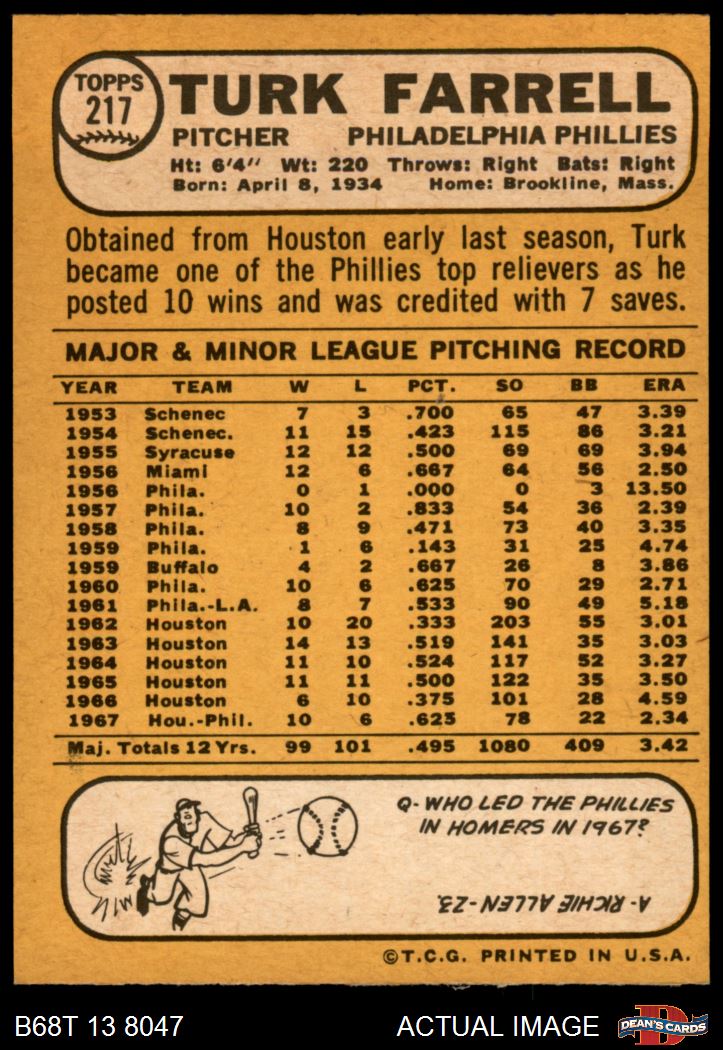 TOPPS
217
TURK FARRELL
PITCHER PHILADELPHIA PHILLIES
Ht: 6'4" Wt: 220 Throws: Right Bats: Right
Born: April 8, 1934 Home: Brookline, Mass.
Obtained from Houston early last season, Turk
became one of the Phillies top relievers as he
posted 10 wins and was credited with 7 saves.
MAJOR & MINOR LEAGUE PITCHING RECORD
YEAR TEAM W L PCT. SO BB ERA
1953 Schenec 7 3 .700 65 47 3.39
1954 Schenec. 11 15 .423 115 86 3.21
1955 Syracuse 12 12 .500 69 69 3.94
1956 Miami 12 6 .667 64 56 2.50
1956 Phila. 0 1 .000 0 3 13.50
1957 Phila. 10 2 .833 54 36 2.39
1958 Phila. 8 9 .471 73 40 3.35
1959 Phila. 1 6 .143 31 25 4.74
1959 Buffalo 4 2 .667 26 8 3.86
1960 Phila. 10 6 .625 70 29 2.71
1961 Phila.-L.A. 8 7 .533 90 49 5.18
1962 Houston 10 20 .333 203 55 3.01
1963 Houston 14 13 .519 141 35 3.03
1964 Houston 11 10 .524 117 52 3.27
1965 Houston 11 11 .500 122 35 3.50
1966 Houston 6 10 .375 101 28 4.59
1967 Hou.-Phil. 10 6 .625 78 22 2.34
Maj. Totals 12 Yrs. 99 101 .495 1080 409 3.42
Q- WHO LED THE PHILLIES
IN HOMERS IN 1967?
A- RICHIE ALLEN - 23.
©T.C.G. PRINTED IN U.S.A.
B68T 13 8047 ACTUAL IMAGE D DEAN'S CARDS